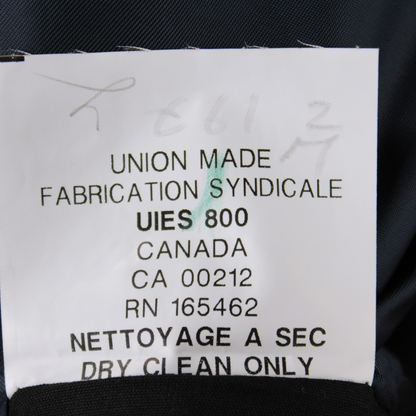 UNION MADE
FABRICATION SYNDICALE
UIES 800
CANADA
CA 00212
RN 165462
NETTOYAGE A SEC
DRY CLEAN ONLY